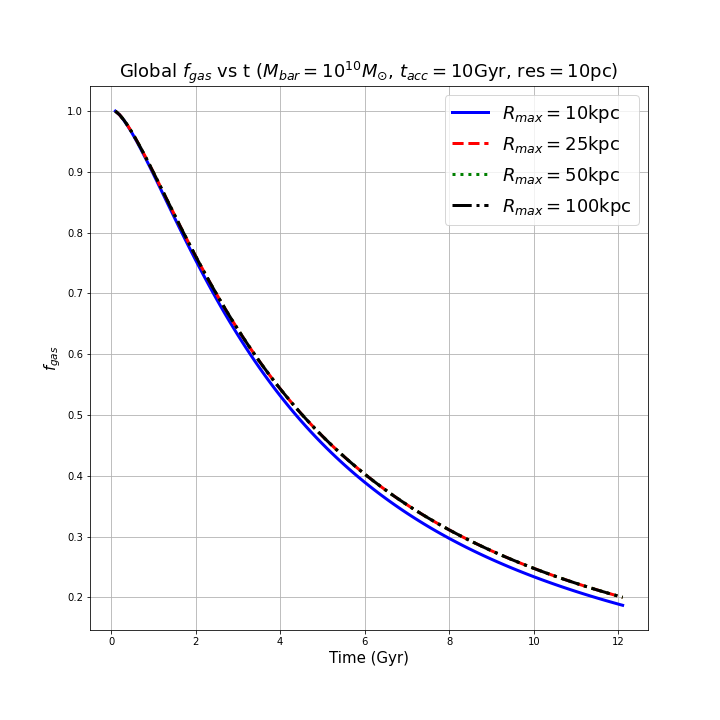 Global $f_{gas}$ vs t ($M_{bar} = 10^{10} M_{\odot}$, $t_{acc} = 10$Gyr, res = 10pc)
$R_{max} = 10$kpc
$R_{max} = 25$kpc
$R_{max} = 50$kpc
$R_{max} = 100$kpc
1.0
0.9
0.8
0.7
0.6
0.5
0.4
0.3
0.2
$f_{gas}$
0 2 4 6 8 10 12
Time (Gyr)